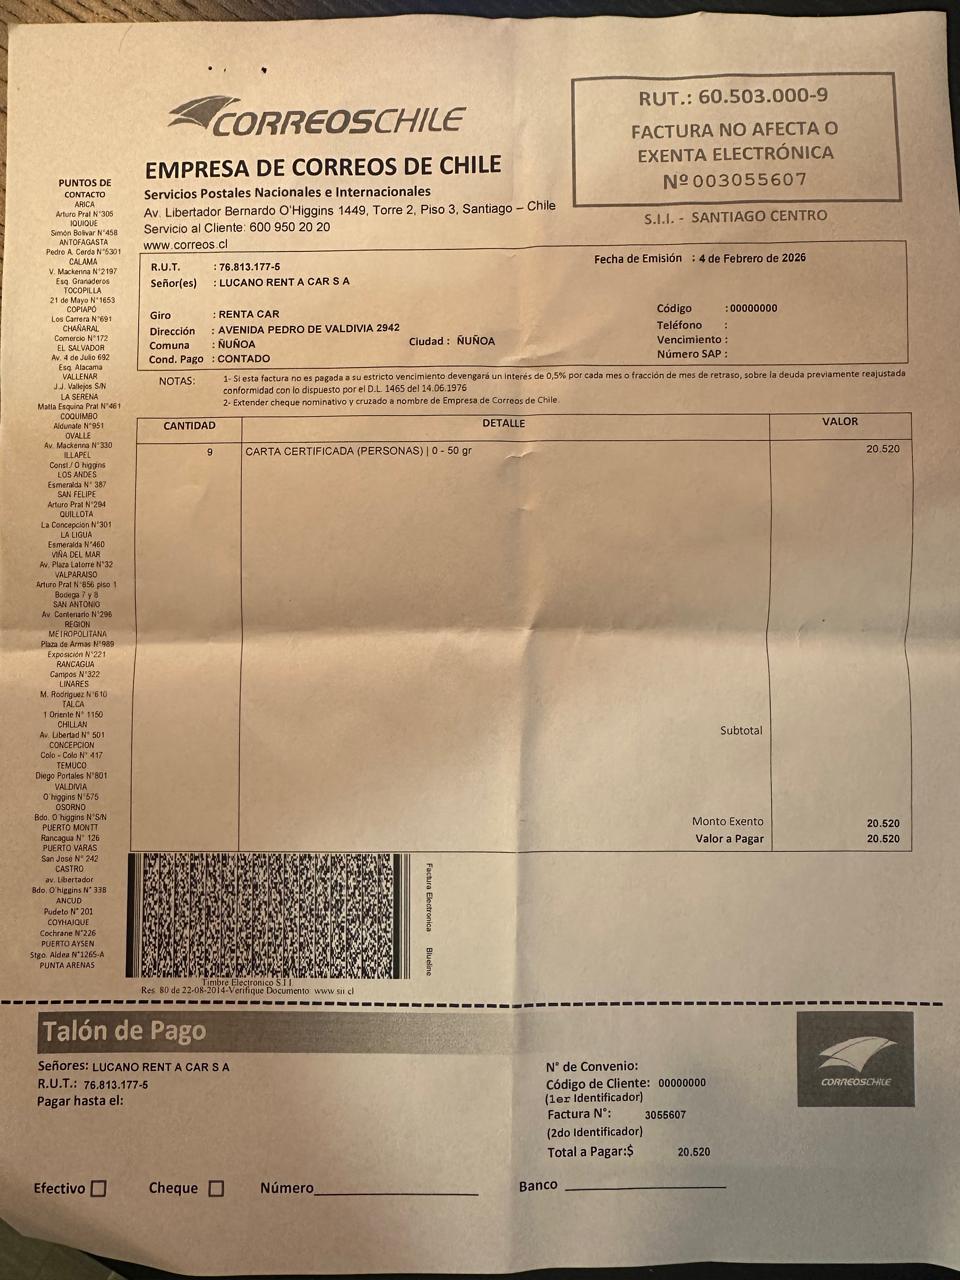 CORREOSCHILE
EMPRESA DE CORREOS DE CHILE
Servicios Postales Nacionales e Internacionales
Av. Libertador Bernardo O'Higgins 1449, Torre 2, Piso 3, Santiago – Chile
Servicio al Cliente: 600 950 20 20
www.correos.cl
RUT.: 60.503.000-9
FACTURA NO AFECTA O
EXENTA ELECTRÓNICA
Nº 003055607
S.I.I. - SANTIAGO CENTRO
PUNTOS DE
CONTACTO
ARICA
Arturo Prat N°305
IQUIQUE
Simón Bolivar N°458
ANTOFAGASTA
Pedro A. Cerda N°5301
CALAMA
V. Mackenna N°2197
Esq. Granaderos
TOCOPILLA
21 de Mayo N°1653
COPIAPÓ
Los Carrera N°691
CHAÑARAL
Comercio N°172
EL SALVADOR
Av. 4 de Julio 692
Esq. Atacama
VALLENAR
J.J. Vallejos S/N
LA SERENA
Matta Esquina Prat N°461
COQUIMBO
Aldunate N°951
OVALLE
Av. Mackenna N°330
ILLAPEL
Const./ O higgins
LOS ANDES
Esmeralda N° 387
SAN FELIPE
Arturo Prat N°294
QUILLOTA
La Concepción N°301
LA LIGUA
Esmeralda N°460
VIÑA DEL MAR
Av. Plaza Latorre N°32
VALPARAISO
Arturo Prat N°856 piso 1
Bodega 7 y 8
SAN ANTONIO
Av. Centenario N°296
REGION
METROPOLITANA
Plaza de Armas N°989
Exposición N°221
RANCAGUA
Campos N°322
LINARES
M. Rodriguez N°610
TALCA
1 Oriente N° 1150
CHILLAN
Av. Libertad N° 501
CONCEPCION
Colo - Colo N° 417
TEMUCO
Diego Portales N°801
VALDIVIA
O higgins N°575
OSORNO
Bdo. O higgins N°S/N
PUERTO MONTT
Rancagua N° 126
PUERTO VARAS
San José N° 242
CASTRO
av. Libertador
Bdo. O'higgins N° 338
ANCUD
Pudeto N° 201
COYHAIQUE
Cochrane N°226
PUERTO AYSEN
Stgo. Aldea N°1265-A
PUNTA ARENAS
R.U.T. : 76.813.177-5
Fecha de Emisión : 4 de Febrero de 2026
Señor(es) : LUCANO RENT A CAR S A
Giro : RENTA CAR
Código : 00000000
Dirección : AVENIDA PEDRO DE VALDIVIA 2942
Teléfono :
Comuna : ÑUÑOA
Ciudad : ÑUÑOA
Vencimiento :
Cond. Pago : CONTADO
Número SAP :
NOTAS: 1- Si esta factura no es pagada a su estricto vencimiento devengará un interés de 0,5% por cada mes o fracción de mes de retraso, sobre la deuda previamente reajustada
conformidad con lo dispuesto por el D.L. 1465 del 14.06.1976
2- Extender cheque nominativo y cruzado a nombre de Empresa de Correos de Chile.
CANTIDAD DETALLE VALOR
9 CARTA CERTIFICADA (PERSONAS) | 0 - 50 gr 20.520
Subtotal
Monto Exento 20.520
Valor a Pagar 20.520
Factura Electronica Blueline
Timbre Electronico S.I.I.
Res. 80 de 22-08-2014-Verifique Documento: www.sii.cl
Talón de Pago
Señores: LUCANO RENT A CAR S A
R.U.T.: 76.813.177-5
Pagar hasta el:
N° de Convenio:
Código de Cliente: 00000000
(1er Identificador)
Factura N°: 3055607
(2do Identificador)
Total a Pagar:$ 20.520
CORREOSCHILE
Efectivo Cheque Número Banco